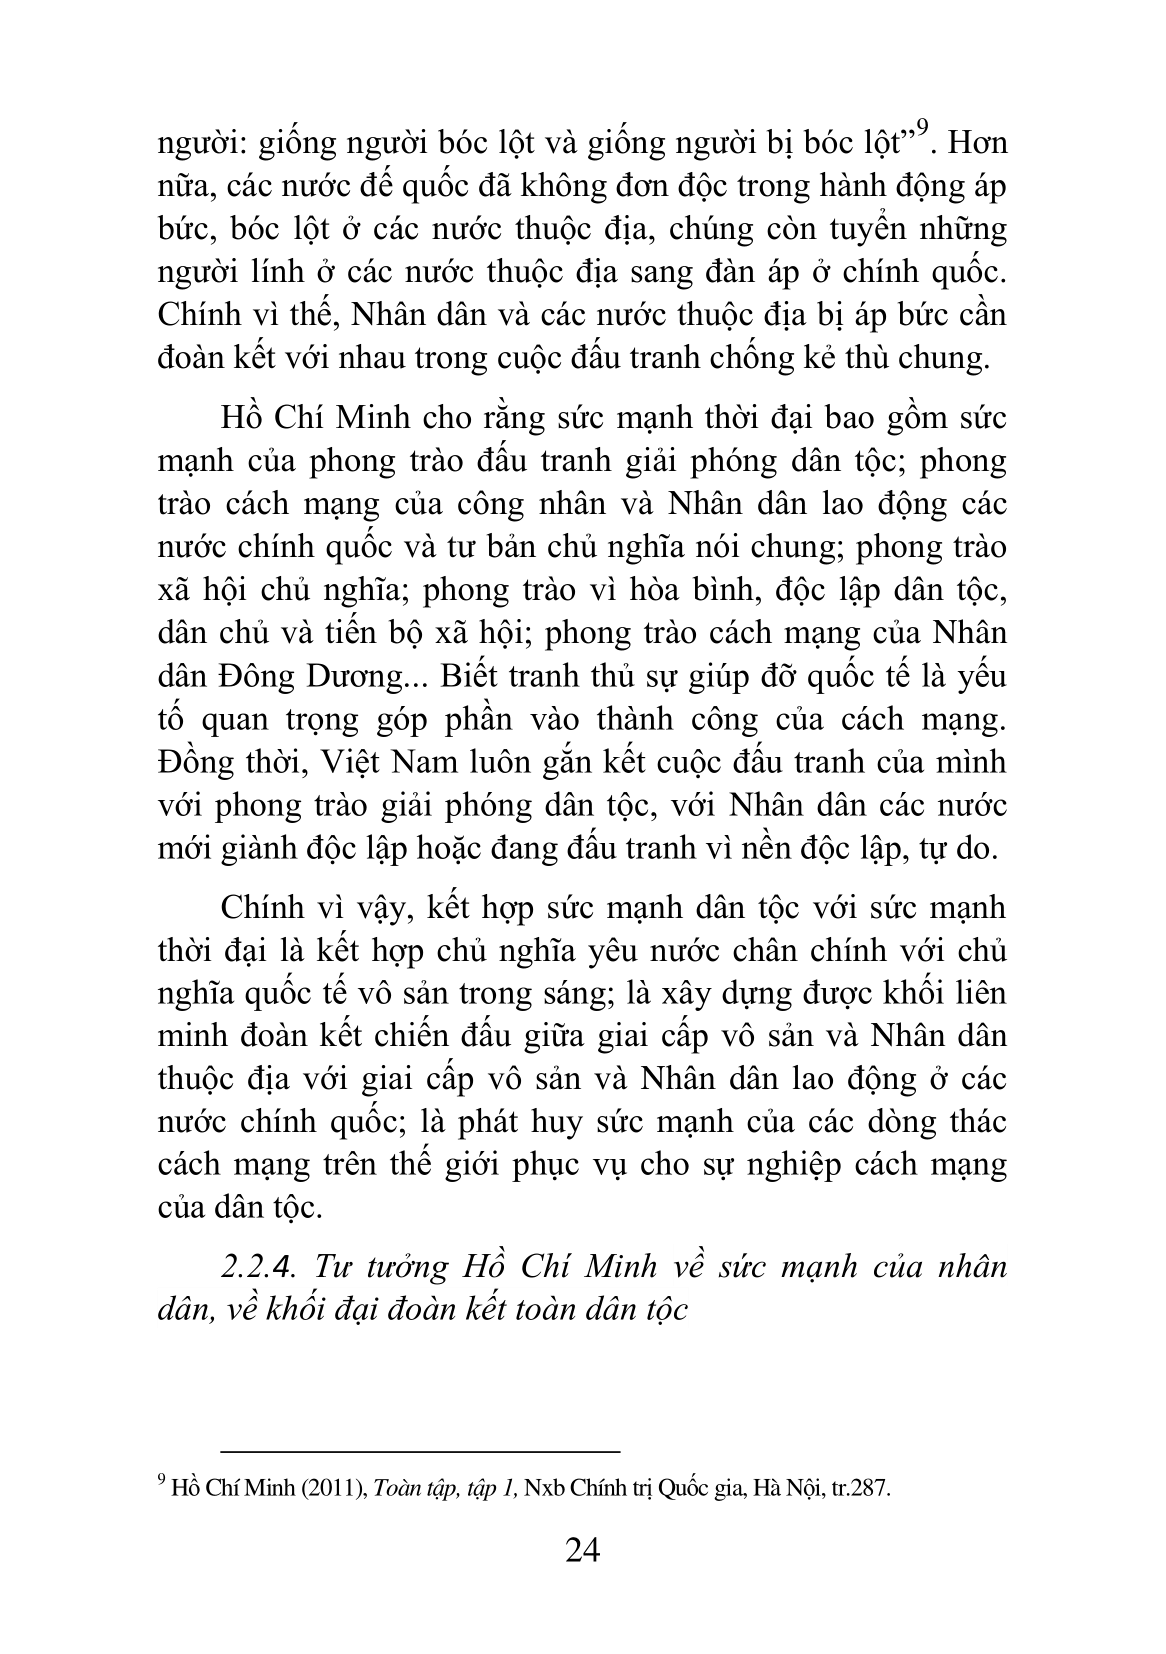 người: giống người bóc lột và giống người bị bóc lột”9. Hơn
nữa, các nước đế quốc đã không đơn độc trong hành động áp
bức, bóc lột ở các nước thuộc địa, chúng còn tuyển những
người lính ở các nước thuộc địa sang đàn áp ở chính quốc.
Chính vì thế, Nhân dân và các nước thuộc địa bị áp bức cần
đoàn kết với nhau trong cuộc đấu tranh chống kẻ thù chung.
Hồ Chí Minh cho rằng sức mạnh thời đại bao gồm sức
mạnh của phong trào đấu tranh giải phóng dân tộc; phong
trào cách mạng của công nhân và Nhân dân lao động các
nước chính quốc và tư bản chủ nghĩa nói chung; phong trào
xã hội chủ nghĩa; phong trào vì hòa bình, độc lập dân tộc,
dân chủ và tiến bộ xã hội; phong trào cách mạng của Nhân
dân Đông Dương... Biết tranh thủ sự giúp đỡ quốc tế là yếu
tố quan trọng góp phần vào thành công của cách mạng.
Đồng thời, Việt Nam luôn gắn kết cuộc đấu tranh của mình
với phong trào giải phóng dân tộc, với Nhân dân các nước
mới giành độc lập hoặc đang đấu tranh vì nền độc lập, tự do.
Chính vì vậy, kết hợp sức mạnh dân tộc với sức mạnh
thời đại là kết hợp chủ nghĩa yêu nước chân chính với chủ
nghĩa quốc tế vô sản trong sáng; là xây dựng được khối liên
minh đoàn kết chiến đấu giữa giai cấp vô sản và Nhân dân
thuộc địa với giai cấp vô sản và Nhân dân lao động ở các
nước chính quốc; là phát huy sức mạnh của các dòng thác
cách mạng trên thế giới phục vụ cho sự nghiệp cách mạng
của dân tộc.
2.2.4. Tư tưởng Hồ Chí Minh về sức mạnh của nhân
dân, về khối đại đoàn kết toàn dân tộc
9 Hồ Chí Minh (2011), Toàn tập, tập 1, Nxb Chính trị Quốc gia, Hà Nội, tr.287.
24